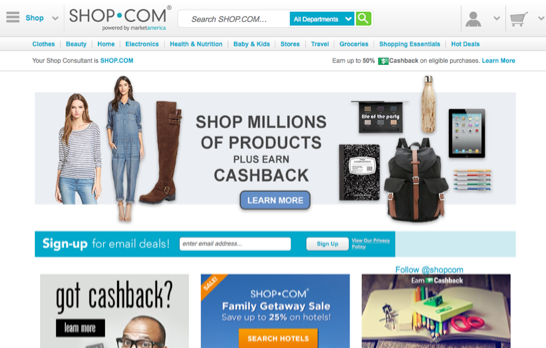 Shop
SHOP•COM®
powered by marketamerica
Search SHOP.COM...
All Departments
Clothes
Beauty
Home
Electronics
Health & Nutrition
Baby & Kids
Stores
Travel
Groceries
Shopping Essentials
Hot Deals
Your Shop Consultant is SHOP.COM
Earn up to 50% Cashback on eligible purchases. Learn More
SHOP MILLIONS
OF PRODUCTS
PLUS EARN
CASHBACK
LEARN MORE
life of the party
Sign-up for email deals!
enter email address...
Sign Up
View Our Privacy
Policy
Follow @shopcom
got cashback?
learn more
SALE!
SHOP•COM®
Family Getaway Sale
Save up to 25% on hotels!
SEARCH HOTELS
Earn Cashback